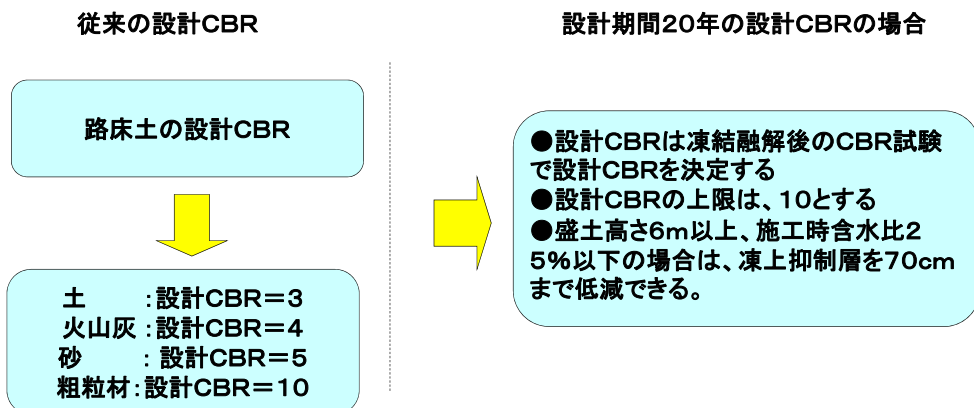 従来の設計CBR
路床土の設計CBR
土　　　:設計CBR=3
火山灰:設計CBR=4
砂　　　: 設計CBR=5
粗粒材:設計CBR=10
設計期間20年の設計CBRの場合
●設計CBRは凍結融解後のCBR試験
で設計CBRを決定する
●設計CBRの上限は、10とする
●盛土高さ6m以上、施工時含水比2
5%以下の場合は、凍上抑制層を70cm
まで低減できる。